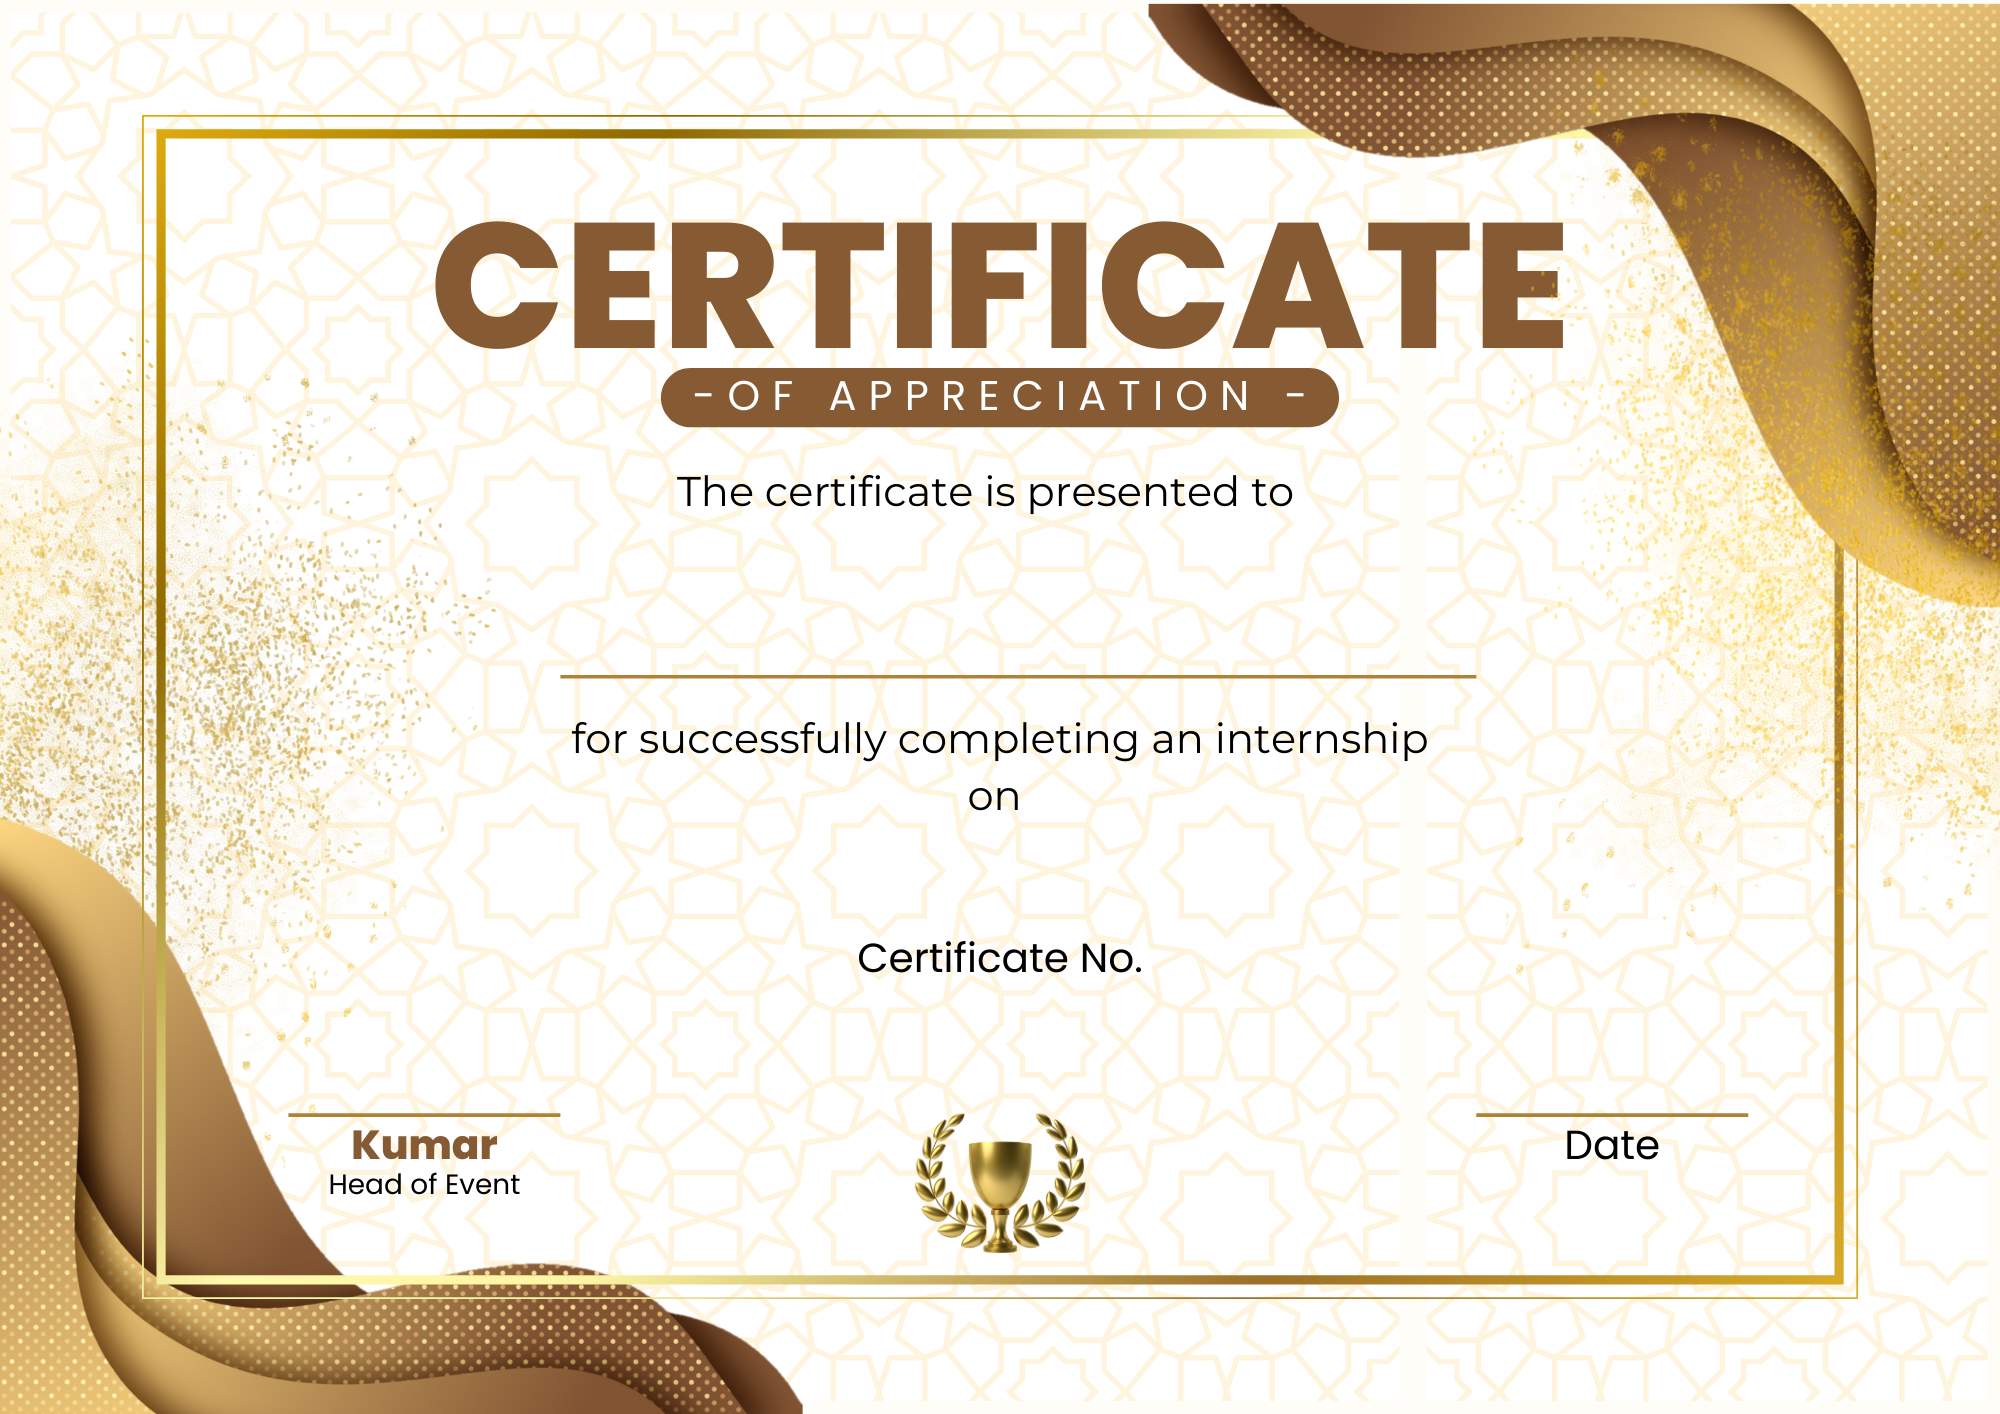 CERTIFICATE
-OF APPRECIATION -
The certificate is presented to
for successfully completing an internship
on
Certificate No.
Kumar
Head of Event
Date